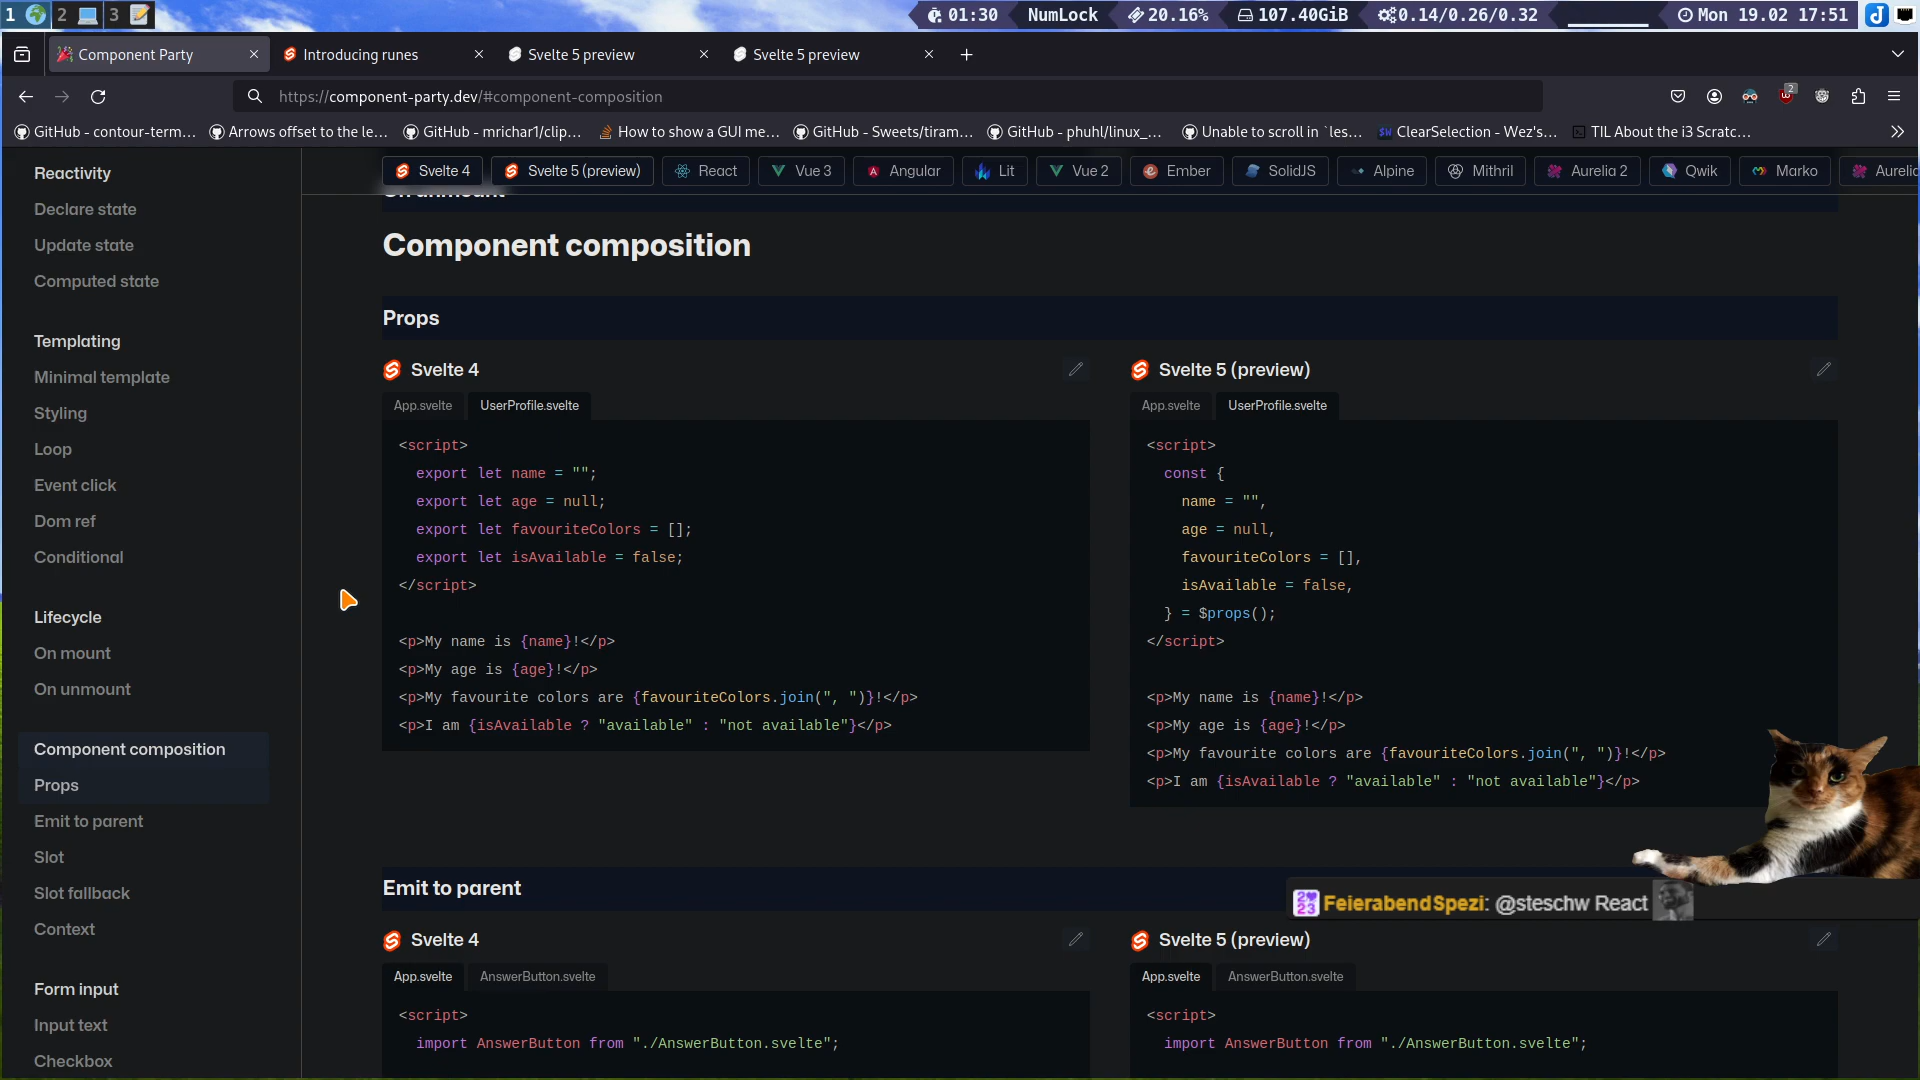 1 2 3 01:30 NumLock 20.16% 107.40GiB 0.14/0.26/0.32 Mon 19.02 17:51
Component Party Introducing runes Svelte 5 preview Svelte 5 preview
https://component-party.dev/#component-composition 2
GitHub - contour-term… Arrows offset to the le… GitHub - mrichar1/clip… How to show a GUI me… GitHub - Sweets/tiram… GitHub - phuhl/linux_… Unable to scroll in `les… ClearSelection - Wez's… TIL About the i3 Scratc…
Svelte 4 Svelte 5 (preview) React Vue 3 Angular Lit Vue 2 Ember SolidJS Alpine Mithril Aurelia 2 Qwik Marko Aurelia
Reactivity
Declare state
Update state
Computed state
Templating
Minimal template
Styling
Loop
Event click
Dom ref
Conditional
Lifecycle
On mount
On unmount
Component composition
Props
Emit to parent
Slot
Slot fallback
Context
Form input
Input text
Checkbox
On unmount
Component composition
Props
Svelte 4
App.svelte UserProfile.svelte
<script>
export let name = "";
export let age = null;
export let favouriteColors = [];
export let isAvailable = false;
</script>
<p>My name is {name}!</p>
<p>My age is {age}!</p>
<p>My favourite colors are {favouriteColors.join(", ")}!</p>
<p>I am {isAvailable ? "available" : "not available"}</p>
Svelte 5 (preview)
App.svelte UserProfile.svelte
<script>
const {
name = "",
age = null,
favouriteColors = [],
isAvailable = false,
} = $props();
</script>
<p>My name is {name}!</p>
<p>My age is {age}!</p>
<p>My favourite colors are {favouriteColors.join(", ")}!</p>
<p>I am {isAvailable ? "available" : "not available"}</p>
Emit to parent
FeierabendSpezi: @steschw React
Svelte 4
App.svelte AnswerButton.svelte
<script>
import AnswerButton from "./AnswerButton.svelte";
Svelte 5 (preview)
App.svelte AnswerButton.svelte
<script>
import AnswerButton from "./AnswerButton.svelte";